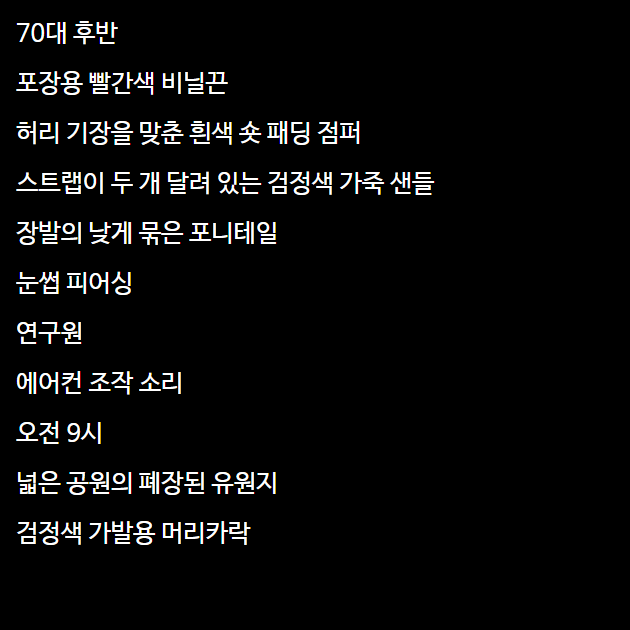 70대 후반
포장용 빨간색 비닐끈
허리 기장을 맞춘 흰색 숏 패딩 점퍼
스트랩이 두 개 달려 있는 검정색 가죽 샌들
장발의 낮게 묶은 포니테일
눈썹 피어싱
연구원
에어컨 조작 소리
오전 9시
넓은 공원의 폐장된 유원지
검정색 가발용 머리카락